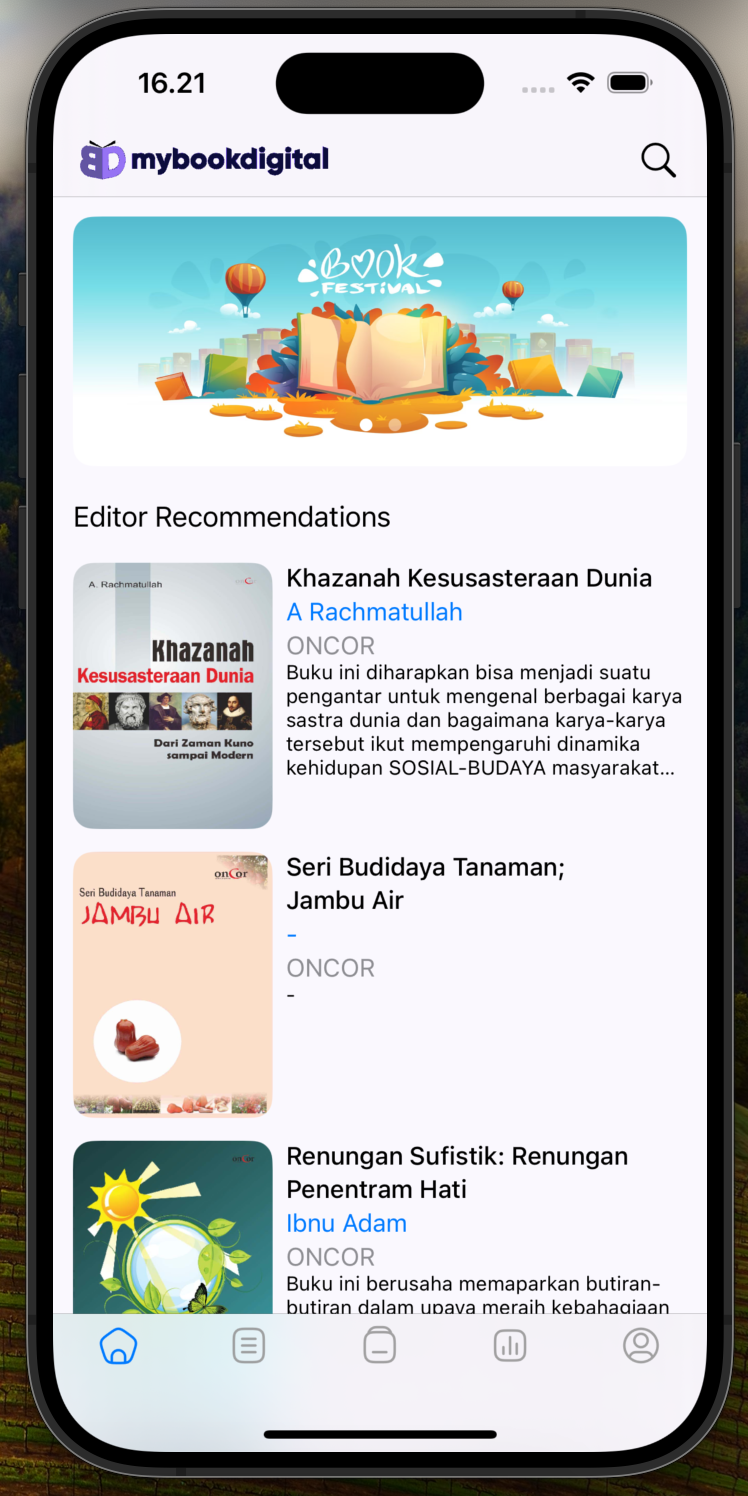 16.21
BD mybookdigital
BOOK
FESTIVAL
Editor Recommendations
A. Rachmatullah
Khazanah
Kesusasteraan Dunia
Dari Zaman Kuno
sampai Modern
Khazanah Kesusasteraan Dunia
A Rachmatullah
ONCOR
Buku ini diharapkan bisa menjadi suatu
pengantar untuk mengenal berbagai karya
sastra dunia dan bagaimana karya-karya
tersebut ikut mempengaruhi dinamika
kehidupan SOSIAL-BUDAYA masyarakat...
onCor
Seri Budidaya Tanaman
JAMBU AIR
Seri Budidaya Tanaman;
Jambu Air
-
ONCOR
-
Renungan Sufistik: Renungan
Penentram Hati
Ibnu Adam
ONCOR
Buku ini berusaha memaparkan butiran-
butiran dalam upaya meraih kebahagiaan